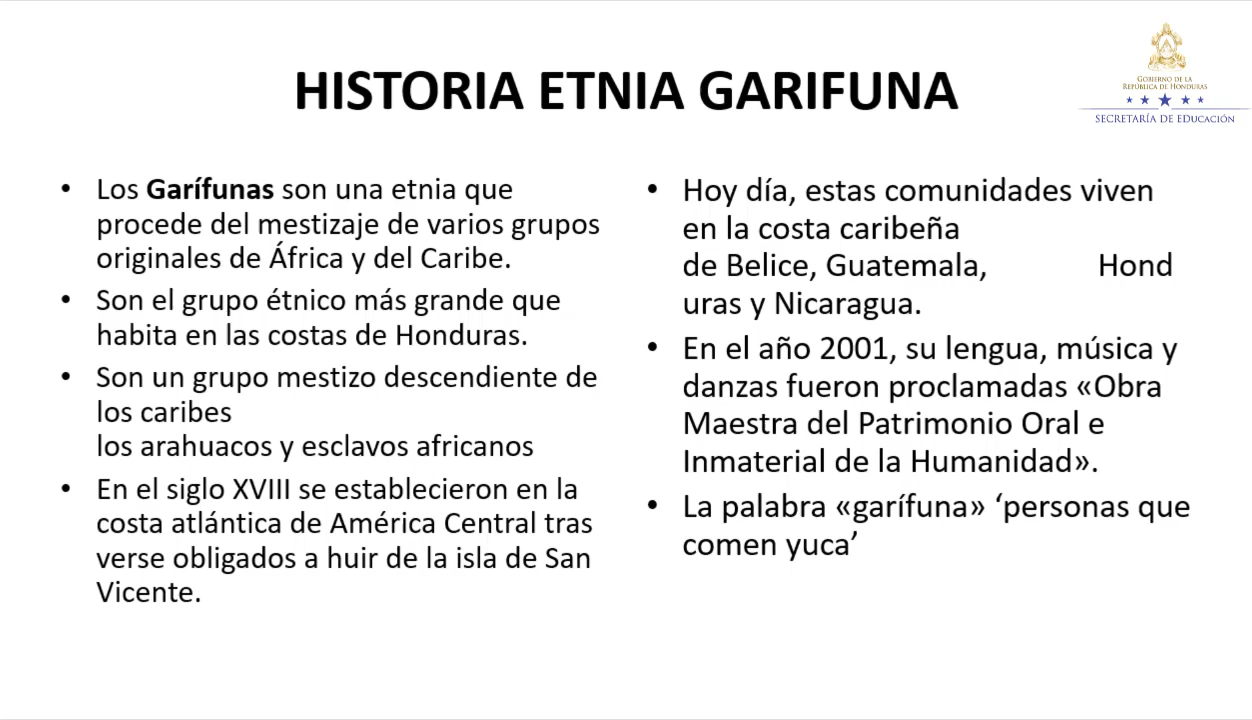 GOBIERNO DE LA
REPÚBLICA DE HONDURAS
SECRETARÍA DE EDUCACIÓN
HISTORIA ETNIA GARIFUNA
• Los Garífunas son una etnia que
procede del mestizaje de varios grupos
originales de África y del Caribe.
• Son el grupo étnico más grande que
habita en las costas de Honduras.
• Son un grupo mestizo descendiente de
los caribes
los arahuacos y esclavos africanos
• En el siglo XVIII se establecieron en la
costa atlántica de América Central tras
verse obligados a huir de la isla de San
Vicente.
• Hoy día, estas comunidades viven
en la costa caribeña
de Belice, Guatemala, Hond
uras y Nicaragua.
• En el año 2001, su lengua, música y
danzas fueron proclamadas «Obra
Maestra del Patrimonio Oral e
Inmaterial de la Humanidad».
• La palabra «garífuna» ‘personas que
comen yuca’